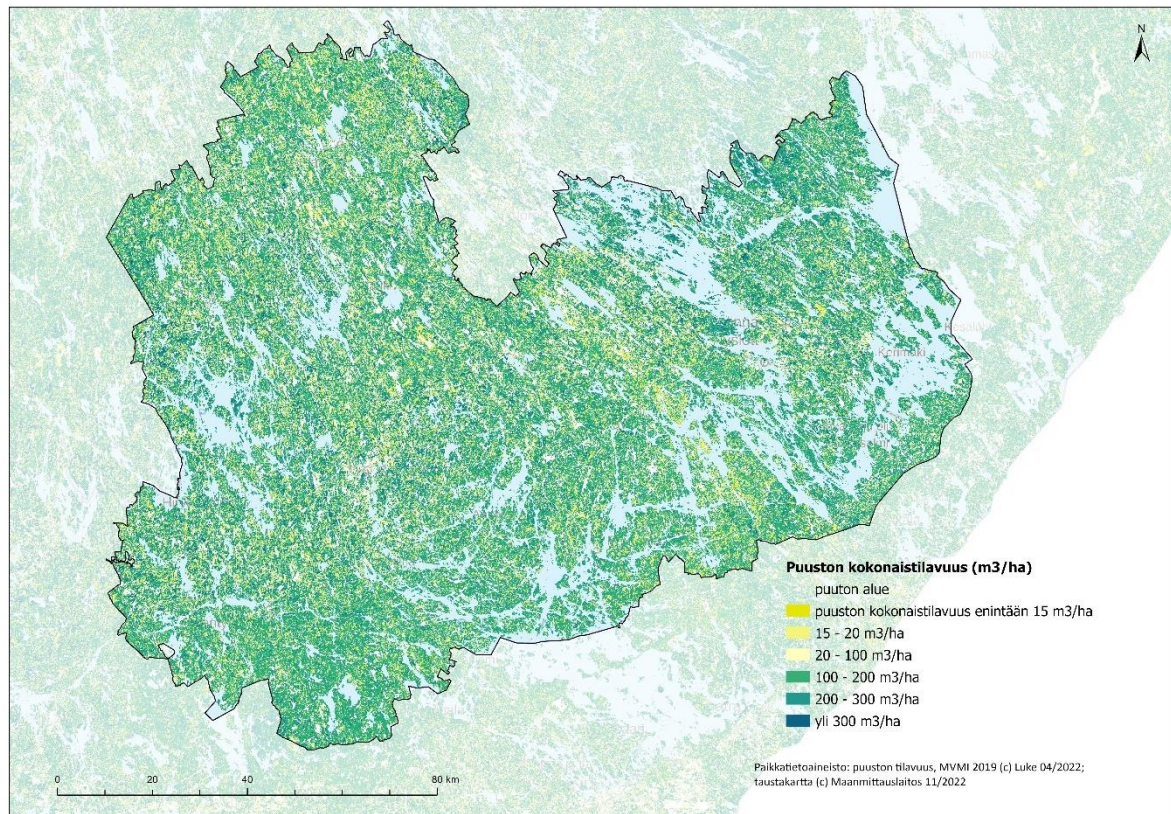 N
Kerimäki
Puuston kokonaistilavuus (m3/ha)
puuton alue
puuston kokonaistilavuus enintään 15 m3/ha
15 - 20 m3/ha
20 - 100 m3/ha
100 - 200 m3/ha
200 - 300 m3/ha
yli 300 m3/ha
0 20 40 80 km
Paikkatietoaineisto: puuston tilavuus, MVMI 2019 (c) Luke 04/2022;
taustakartta (c) Maanmittauslaitos 11/2022